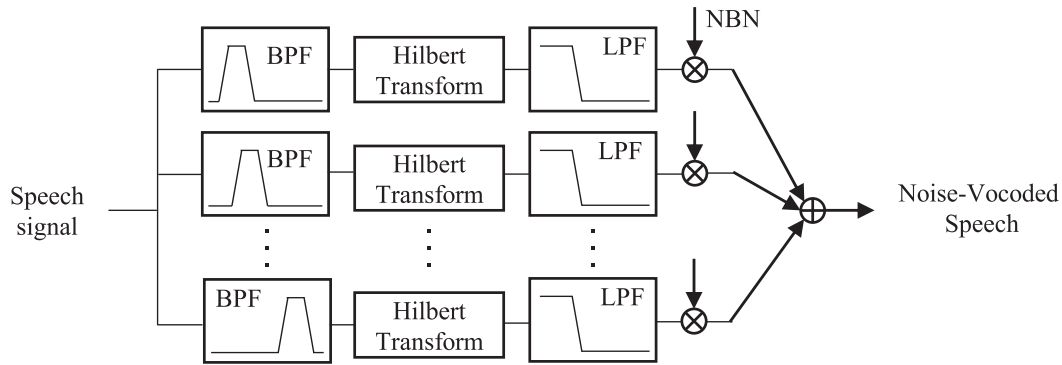 NBN
BPF
Hilbert
Transform
LPF
BPF
Hilbert
Transform
LPF
Speech
signal
Noise-Vocoded
Speech
BPF
Hilbert
Transform
LPF